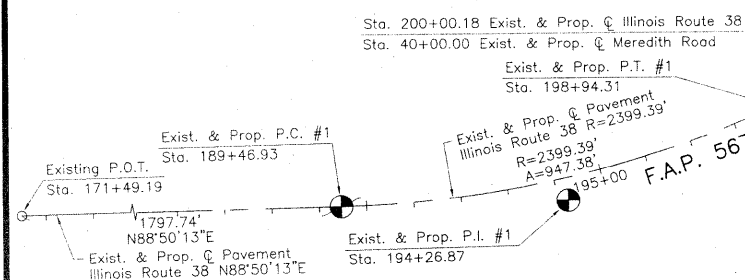 Sta. 200+00.18 Exist. & Prop. ℄ Illinois Route 38
Sta. 40+00.00 Exist. & Prop. ℄ Meredith Road
Exist. & Prop. P.T. #1
Sta. 198+94.31
Exist. & Prop. ℄ Pavement
Illinois Route 38 R=2399.39'
Exist. & Prop. P.C. #1
Sta. 189+46.93
R=2399.39'
A=947.38'
Existing P.O.T.
Sta. 171+49.19
195+00
F.A.P. 56
1797.74'
N88°50'13"E
Exist. & Prop. P.I. #1
Sta. 194+26.87
Exist. & Prop. ℄ Pavement
Illinois Route 38 N88°50'13"E